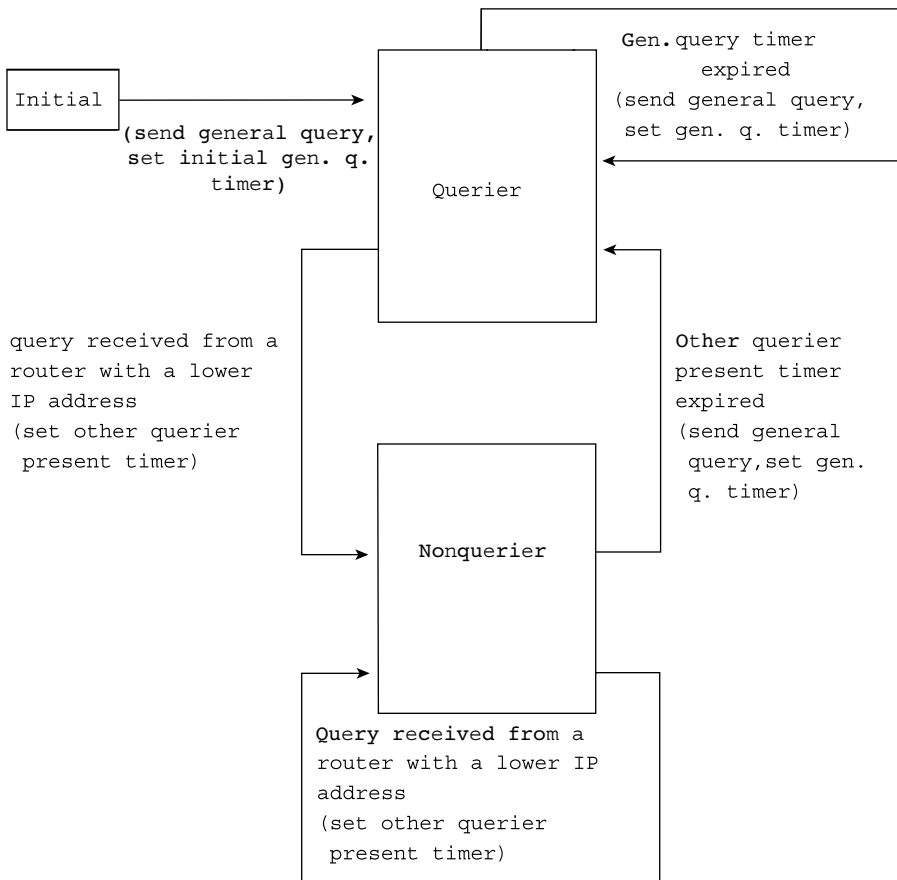 Gen. query timer
expired
(send general query,
set gen. q. timer)
Initial
(send general query,
set initial gen. q.
timer)
Querier
query received from a
router with a lower
IP address
(set other querier
present timer)
Other querier
present timer
expired
(send general
query,set gen.
q. timer)
Nonquerier
Query received from a
router with a lower IP
address
(set other querier
present timer)